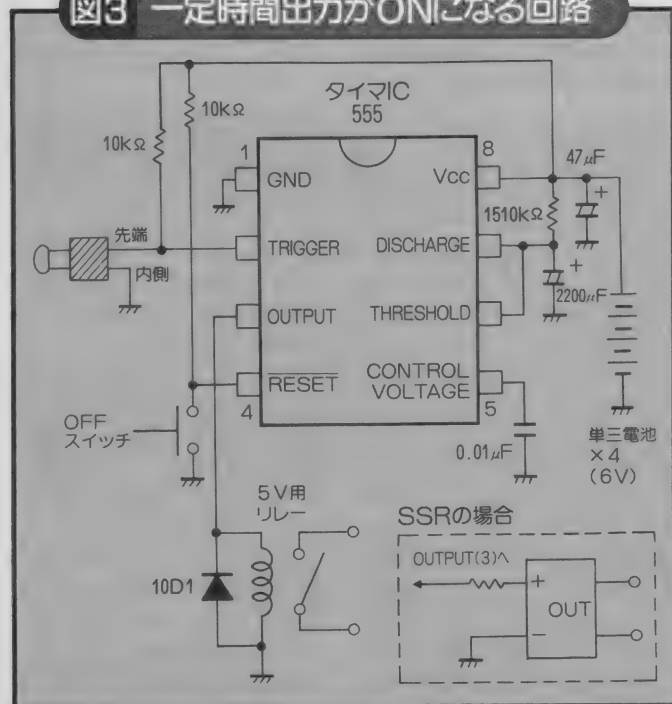 図3 一定時間出力がONになる回路
タイマIC
555
10kΩ
10kΩ
1
8
47μF
+
GND
Vcc
1510kΩ
先端
TRIGGER
DISCHARGE
+
内側
2200μF
OUTPUT
THRESHOLD
RESET
CONTROL
VOLTAGE
4
5
OFF
スイッチ
0.01μF
単三電池
×4
(6V)
5V用
リレー
SSRの場合
OUTPUT(3)へ
+
OUT
−
10D1